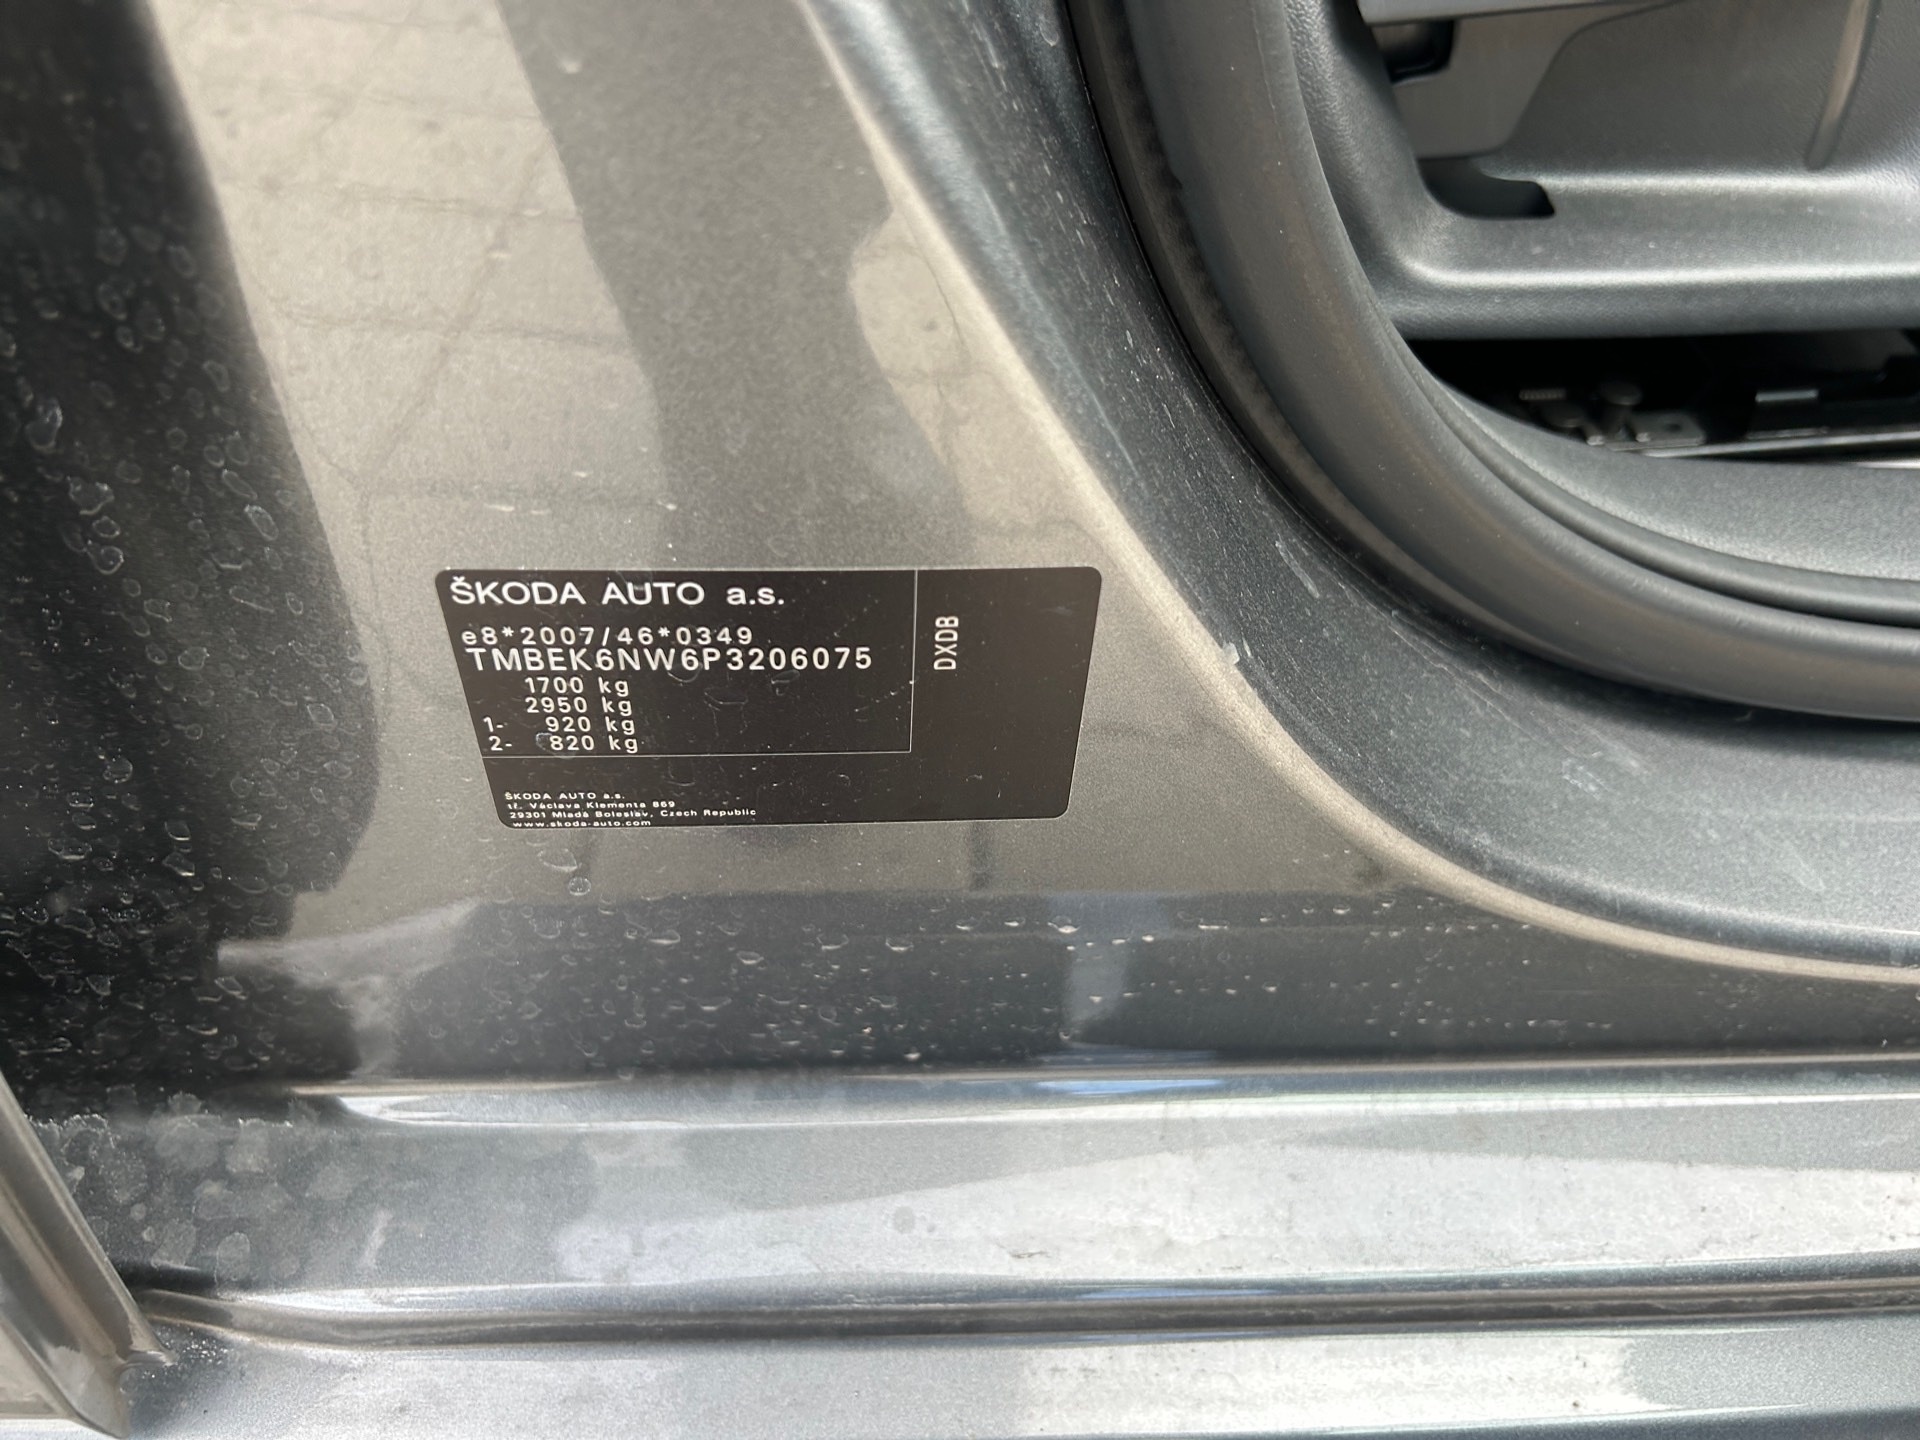 ŠKODA AUTO a.s.
e8*2007/46*0349
TMBEK6NW6P3206075
1700 kg
2950 kg
1- 920 kg
2- 820 kg
DXDB
ŠKODA AUTO a.s.
tř. Václava Klementa 869
29301 Mladá Boleslav, Czech Republic
www.skoda-auto.com